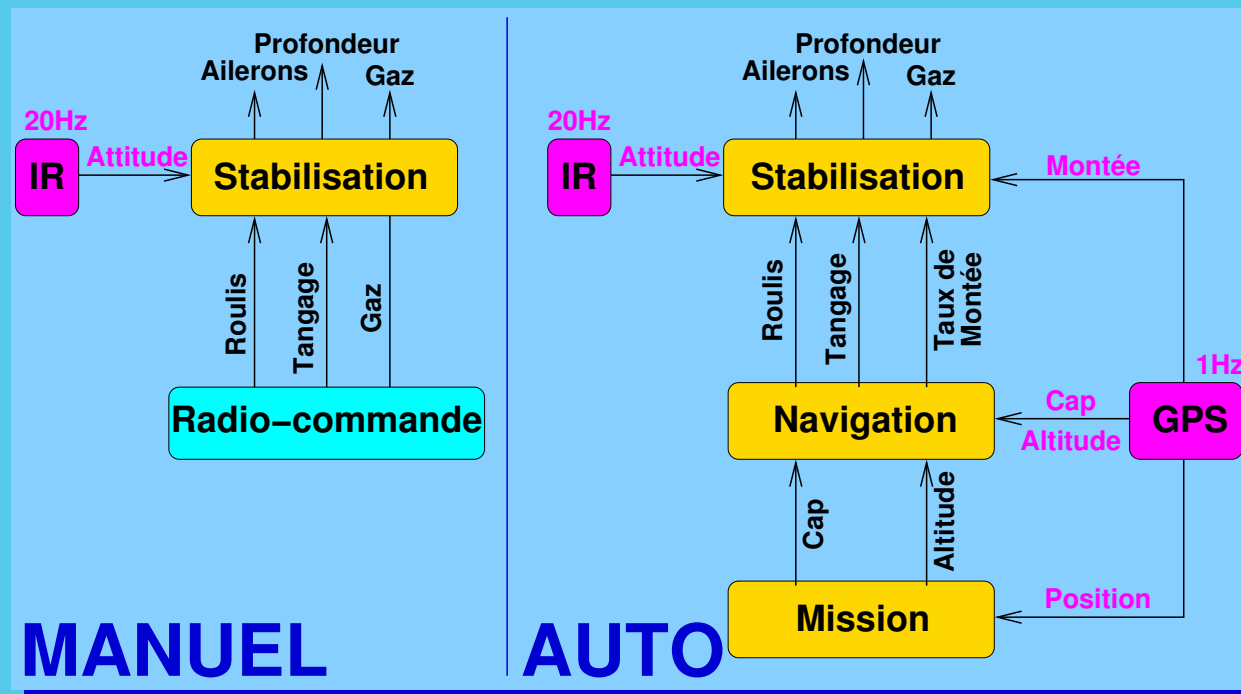 Profondeur
Ailerons
Gaz
20Hz
IR
Attitude
Stabilisation
Roulis
Tangage
Gaz
Radio−commande
MANUEL
Profondeur
Ailerons
Gaz
20Hz
IR
Attitude
Stabilisation
Montée
Roulis
Tangage
Taux de
Montée
1Hz
Navigation
Cap
Altitude
GPS
Cap
Altitude
Mission
Position
AUTO